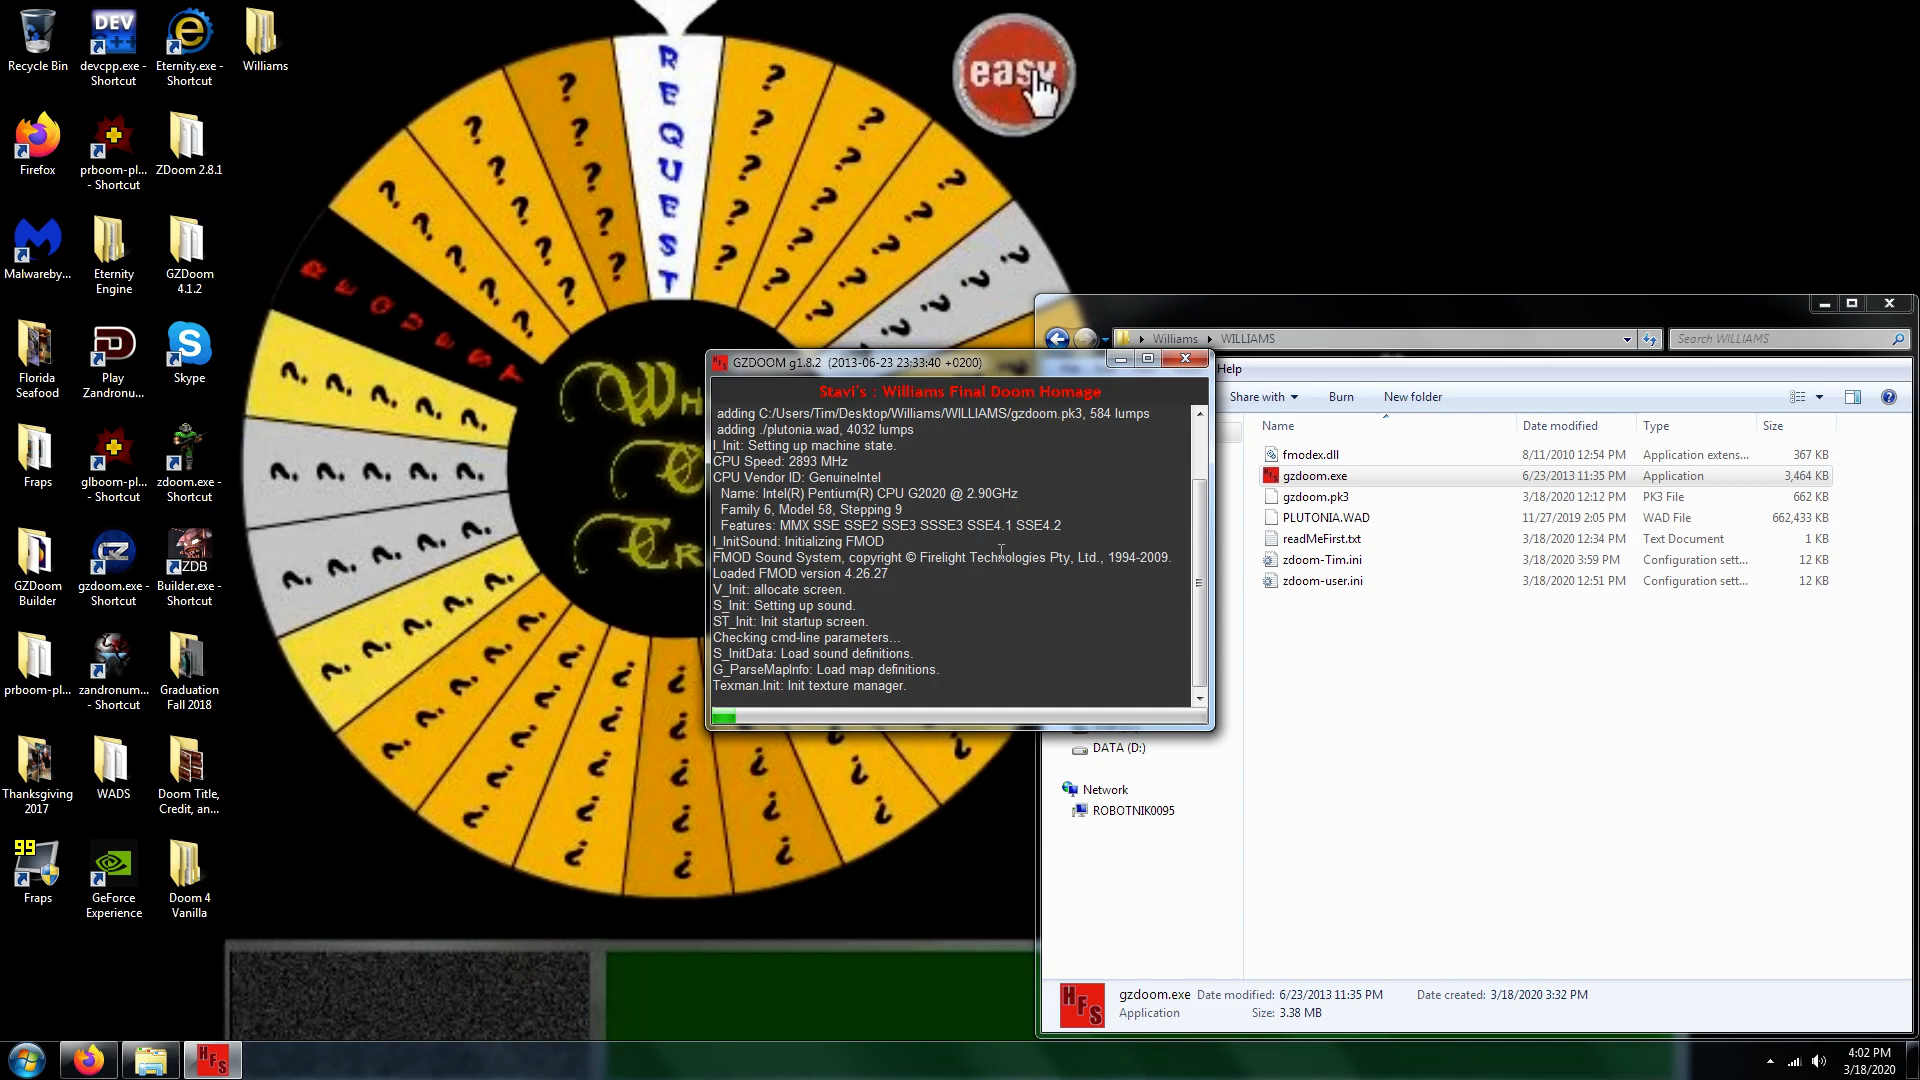 Recycle Bin
devcpp.exe - Shortcut
Eternity.exe - Shortcut
Williams
Firefox
prboom-pl... - Shortcut
ZDoom 2.8.1
Malwareby...
Eternity Engine
GZDoom 4.1.2
Florida Seafood
Play Zandronu...
Skype
Fraps
glboom-pl... - Shortcut
zdoom.exe - Shortcut
GZDoom Builder
gzdoom.exe - Shortcut
Builder.exe - Shortcut
prboom-pl...
zandronum... - Shortcut
Graduation Fall 2018
Thanksgiving 2017
WADS
Doom Title, Credit, an...
99
Fraps
GeForce Experience
Doom 4 Vanilla
DEV
C++
ZDB
REQUEST
REQUEST
easy
GZDOOM g1.8.2 (2013-06-23 23:33:40 +0200)
Stavi's : Williams Final Doom Homage
adding C:/Users/Tim/Desktop/Williams/WILLIAMS/gzdoom.pk3, 584 lumps
adding ./plutonia.wad, 4032 lumps
I_Init: Setting up machine state.
CPU Speed: 2893 MHz
CPU Vendor ID: GenuineIntel
Name: Intel(R) Pentium(R) CPU G2020 @ 2.90GHz
Family 6, Model 58, Stepping 9
Features: MMX SSE SSE2 SSE3 SSSE3 SSE4.1 SSE4.2
I_InitSound: Initializing FMOD
FMOD Sound System, copyright © Firelight Technologies Pty, Ltd., 1994-2009.
Loaded FMOD version 4.26.27
V_Init: allocate screen.
S_Init: Setting up sound.
ST_Init: Init startup screen.
Checking cmd-line parameters...
S_InitData: Load sound definitions.
G_ParseMapInfo: Load map definitions.
Texman.Init: Init texture manager.
Williams WILLIAMS
Search WILLIAMS
Help
Share with Burn New folder
Name Date modified Type Size
fmodex.dll 8/11/2010 12:54 PM Application extens... 367 KB
gzdoom.exe 6/23/2013 11:35 PM Application 3,464 KB
gzdoom.pk3 3/18/2020 12:12 PM PK3 File 662 KB
PLUTONIA.WAD 11/27/2019 2:05 PM WAD File 662,433 KB
readMeFirst.txt 3/18/2020 12:34 PM Text Document 1 KB
zdoom-Tim.ini 3/18/2020 3:59 PM Configuration sett... 12 KB
zdoom-user.ini 3/18/2020 12:51 PM Configuration sett... 12 KB
DATA (D:)
Network
ROBOTNIK0095
HFS
gzdoom.exe Date modified: 6/23/2013 11:35 PM Date created: 3/18/2020 3:32 PM
Application Size: 3.38 MB
HFS
4:02 PM
3/18/2020